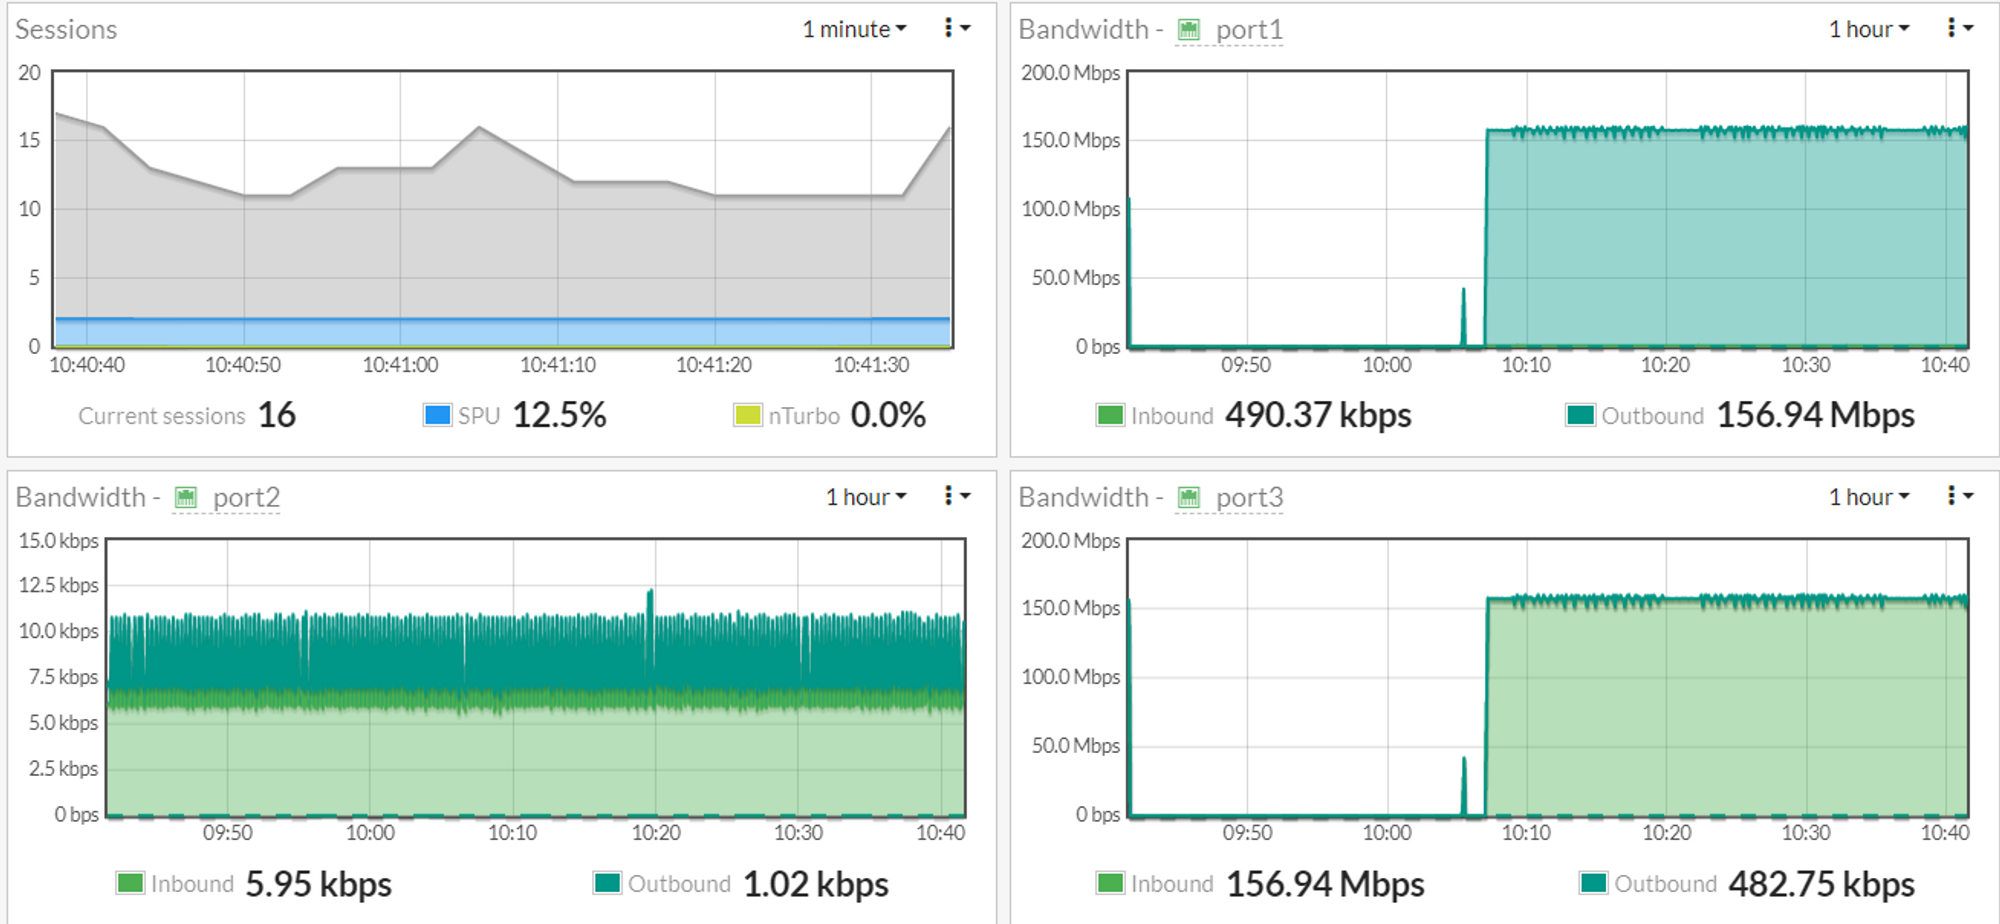 Sessions
1 minute
20
15
10
5
0
10:40:40 10:40:50 10:41:00 10:41:10 10:41:20 10:41:30
Current sessions 16 SPU 12.5% nTurbo 0.0%
Bandwidth - port1
1 hour
200.0 Mbps
150.0 Mbps
100.0 Mbps
50.0 Mbps
0 bps
09:50 10:00 10:10 10:20 10:30 10:40
Inbound 490.37 kbps Outbound 156.94 Mbps
Bandwidth - port2
1 hour
15.0 kbps
12.5 kbps
10.0 kbps
7.5 kbps
5.0 kbps
2.5 kbps
0 bps
09:50 10:00 10:10 10:20 10:30 10:40
Inbound 5.95 kbps Outbound 1.02 kbps
Bandwidth - port3
1 hour
200.0 Mbps
150.0 Mbps
100.0 Mbps
50.0 Mbps
0 bps
09:50 10:00 10:10 10:20 10:30 10:40
Inbound 156.94 Mbps Outbound 482.75 kbps